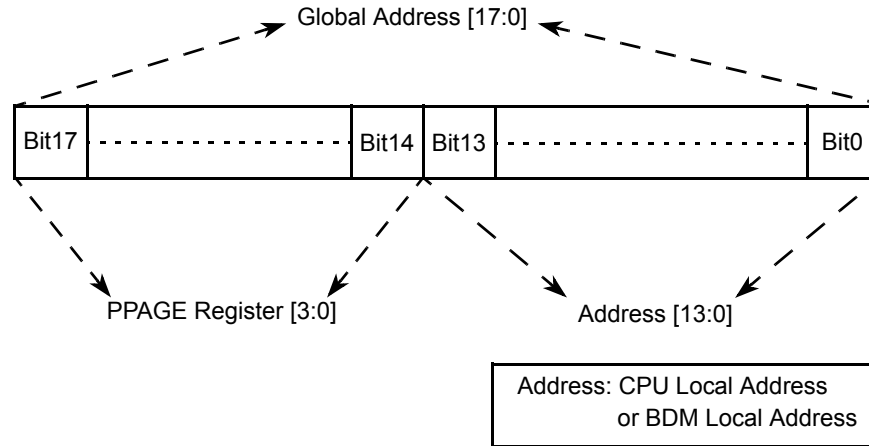 Global Address [17:0]
Bit17 Bit14 Bit13 Bit0
PPAGE Register [3:0] Address [13:0]
Address: CPU Local Address
or BDM Local Address